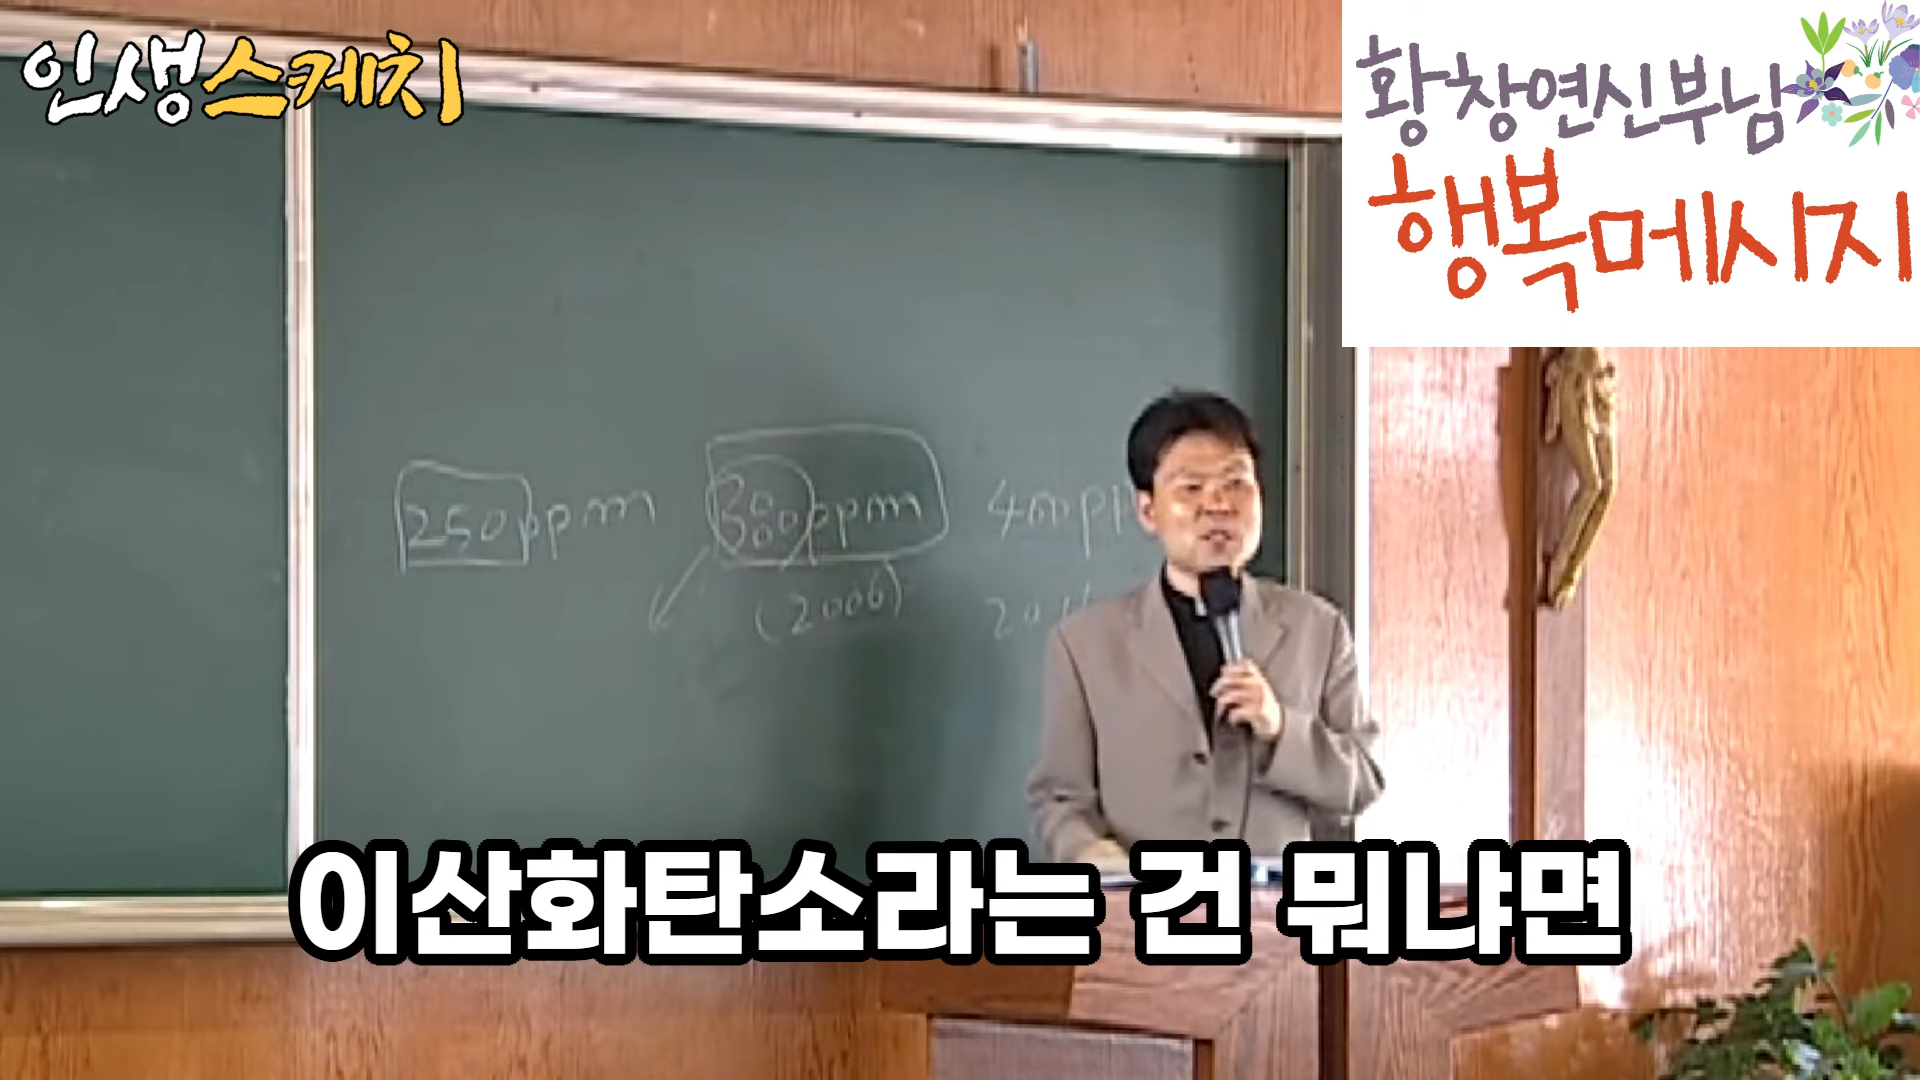 인생스케치
황창연신부님
행복메시지
250ppm
300ppm
(2006)
이산화탄소라는 건 뭐냐면